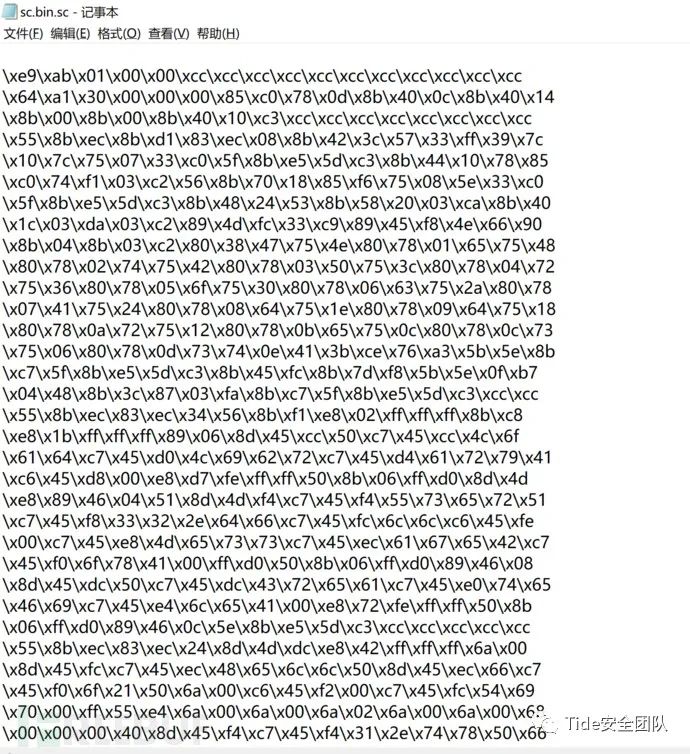 sc.bin.sc - 记事本
文件(F) 编辑(E) 格式(O) 查看(V) 帮助(H)
\xe9\xab\x01\x00\x00\xcc\xcc\xcc\xcc\xcc\xcc\xcc\xcc\xcc\xcc\xcc
\x64\xa1\x30\x00\x00\x00\x85\xc0\x78\x0d\x8b\x40\x0c\x8b\x40\x14
\x8b\x00\x8b\x00\x8b\x40\x10\xc3\xcc\xcc\xcc\xcc\xcc\xcc\xcc\xcc
\x55\x8b\xec\x8b\xd1\x83\xec\x08\x8b\x42\x3c\x57\x33\xff\x39\x7c
\x10\x7c\x75\x07\x33\xc0\x5f\x8b\xe5\x5d\xc3\x8b\x44\x10\x78\x85
\xc0\x74\xf1\x03\xc2\x56\x8b\x70\x18\x85\xf6\x75\x08\x5e\x33\xc0
\x5f\x8b\xe5\x5d\xc3\x8b\x48\x24\x53\x8b\x58\x20\x03\xca\x8b\x40
\x1c\x03\xda\x03\xc2\x89\x4d\xfc\x33\xc9\x89\x45\xf8\x4e\x66\x90
\x8b\x04\x8b\x03\xc2\x80\x38\x47\x75\x4e\x80\x78\x01\x65\x75\x48
\x80\x78\x02\x74\x75\x42\x80\x78\x03\x50\x75\x3c\x80\x78\x04\x72
\x75\x36\x80\x78\x05\x6f\x75\x30\x80\x78\x06\x63\x75\x2a\x80\x78
\x07\x41\x75\x24\x80\x78\x08\x64\x75\x1e\x80\x78\x09\x64\x75\x18
\x80\x78\x0a\x72\x75\x12\x80\x78\x0b\x65\x75\x0c\x80\x78\x0c\x73
\x75\x06\x80\x78\x0d\x73\x74\x0e\x41\x3b\xce\x76\xa3\x5b\x5e\x8b
\xc7\x5f\x8b\xe5\x5d\xc3\x8b\x45\xfc\x8b\x7d\xf8\x5b\x5e\x0f\xb7
\x04\x48\x8b\x3c\x87\x03\xfa\x8b\xc7\x5f\x8b\xe5\x5d\xc3\xcc\xcc
\x55\x8b\xec\x83\xec\x34\x56\x8b\xf1\xe8\x02\xff\xff\xff\x8b\xc8
\xe8\x1b\xff\xff\xff\x89\x06\x8d\x45\xcc\x50\xc7\x45\xcc\x4c\x6f
\x61\x64\xc7\x45\xd0\x4c\x69\x62\x72\xc7\x45\xd4\x61\x72\x79\x41
\xc6\x45\xd8\x00\xe8\xd7\xfe\xff\xff\x50\x8b\x06\xff\xd0\x8d\x4d
\xe8\x89\x46\x04\x51\x8d\x4d\xf4\xc7\x45\xf4\x55\x73\x65\x72\x51
\xc7\x45\xf8\x33\x32\x2e\x64\x66\xc7\x45\xfc\x6c\x6c\xc6\x45\xfe
\x00\xc7\x45\xe8\x4d\x65\x73\x73\xc7\x45\xec\x61\x67\x65\x42\xc7
\x45\xf0\x6f\x78\x41\x00\xff\xd0\x50\x8b\x06\xff\xd0\x89\x46\x08
\x8d\x45\xdc\x50\xc7\x45\xdc\x43\x72\x65\x61\xc7\x45\xe0\x74\x65
\x46\x69\xc7\x45\xe4\x6c\x65\x41\x00\xe8\x72\xfe\xff\xff\x50\x8b
\x06\xff\xd0\x89\x46\x0c\x5e\x8b\xe5\x5d\xc3\xcc\xcc\xcc\xcc\xcc
\x55\x8b\xec\x83\xec\x24\x8d\x4d\xdc\xe8\x42\xff\xff\xff\x6a\x00
\x8d\x45\xfc\xc7\x45\xec\x48\x65\x6c\x6c\x50\x8d\x45\xec\x66\xc7
\x45\xf0\x6f\x21\x50\x6a\x00\xc6\x45\xf2\x00\xc7\x45\xfc\x54\x69
\x70\x00\xff\x55\xe4\x6a\x00\x6a\x00\x6a\x02\x6a\x00\x6a\x00\x68
\x00\x00\x00\x40\x8d\x45\xf4\xc7\x45\xf4\x31\x2e\x74\x78\x50\x66
Tide安全团队